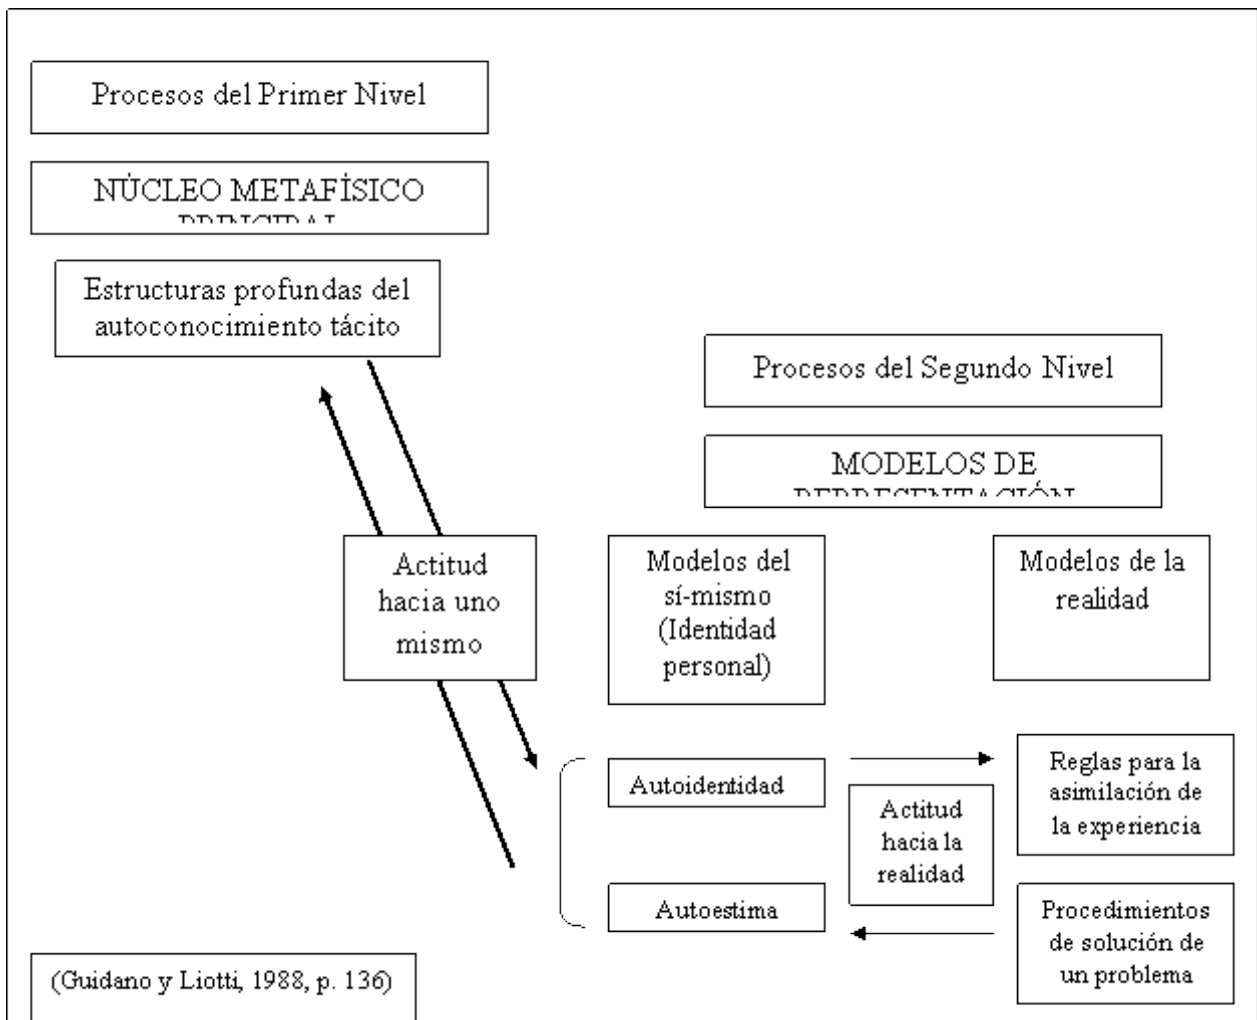 Procesos del Primer Nivel
NÚCLEO METAFÍSICO
PRINCIPAL
Estructuras profundas del
autoconocimiento tácito
Procesos del Segundo Nivel
MODELOS DE
REPRESENTACIÓN
Actitud
hacia uno
mismo
Modelos del
sí-mismo
(Identidad
personal)
Modelos de la
realidad
Autoidentidad
Autoestima
Actitud
hacia la
realidad
Reglas para la
asimilación de
la experiencia
Procedimientos
de solución de
un problema
(Guidano y Liotti, 1988, p. 136)